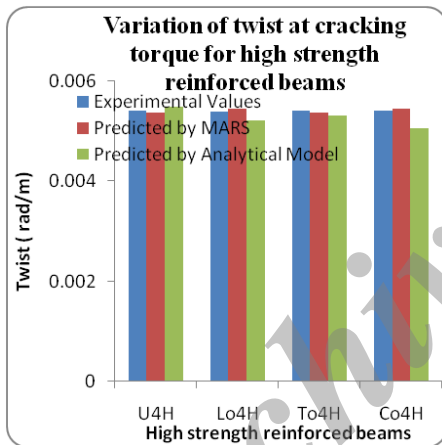 Variation of twist at cracking
torque for high strength
reinforced beams
0.006
Experimental Values
Predicted by MARS
Predicted by Analytical Model
0.004
Twist ( rad/m)
0.002
0
U4H Lo4H To4H Co4H
High strength reinforced beams